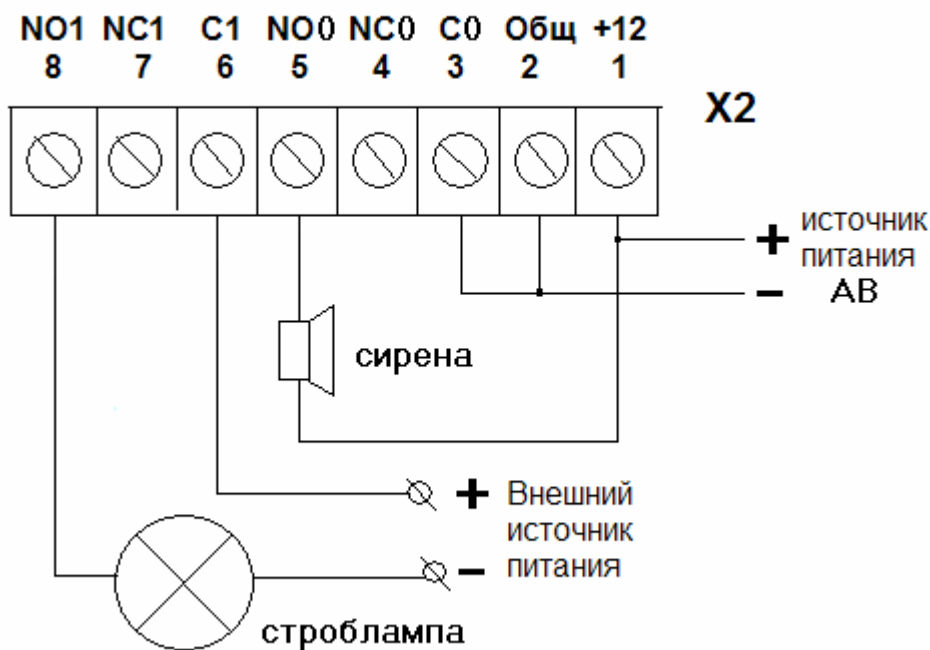 NO1 NC1 C1 NO0 NC0 C0 Общ +12
8 7 6 5 4 3 2 1
X2
+ источник
питания
− АВ
сирена
+ Внешний
источник
− питания
строблампа